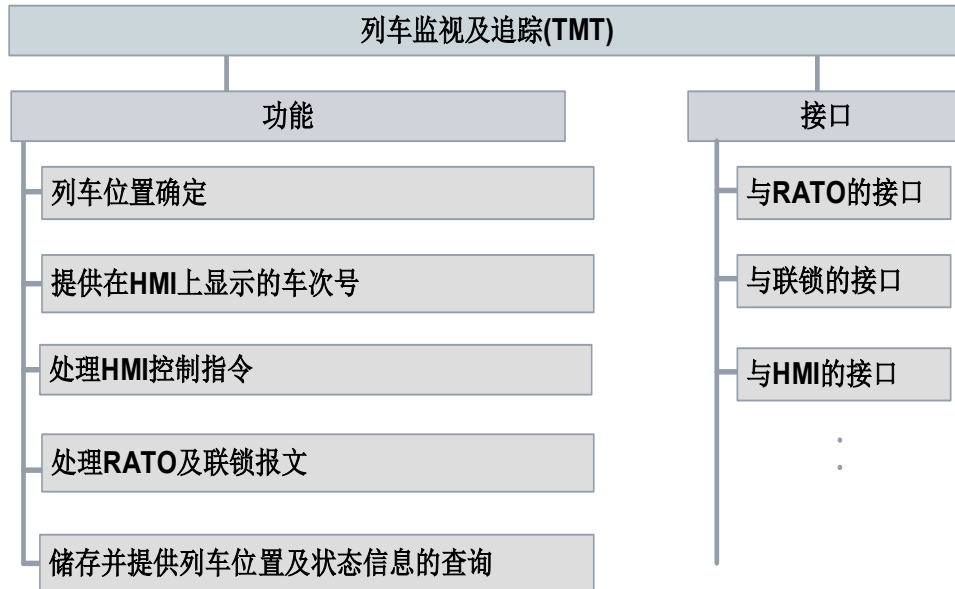 列车监视及追踪(TMT)
功能
列车位置确定
提供在HMI上显示的车次号
处理HMI控制指令
处理RATO及联锁报文
储存并提供列车位置及状态信息的查询
接口
与RATO的接口
与联锁的接口
与HMI的接口